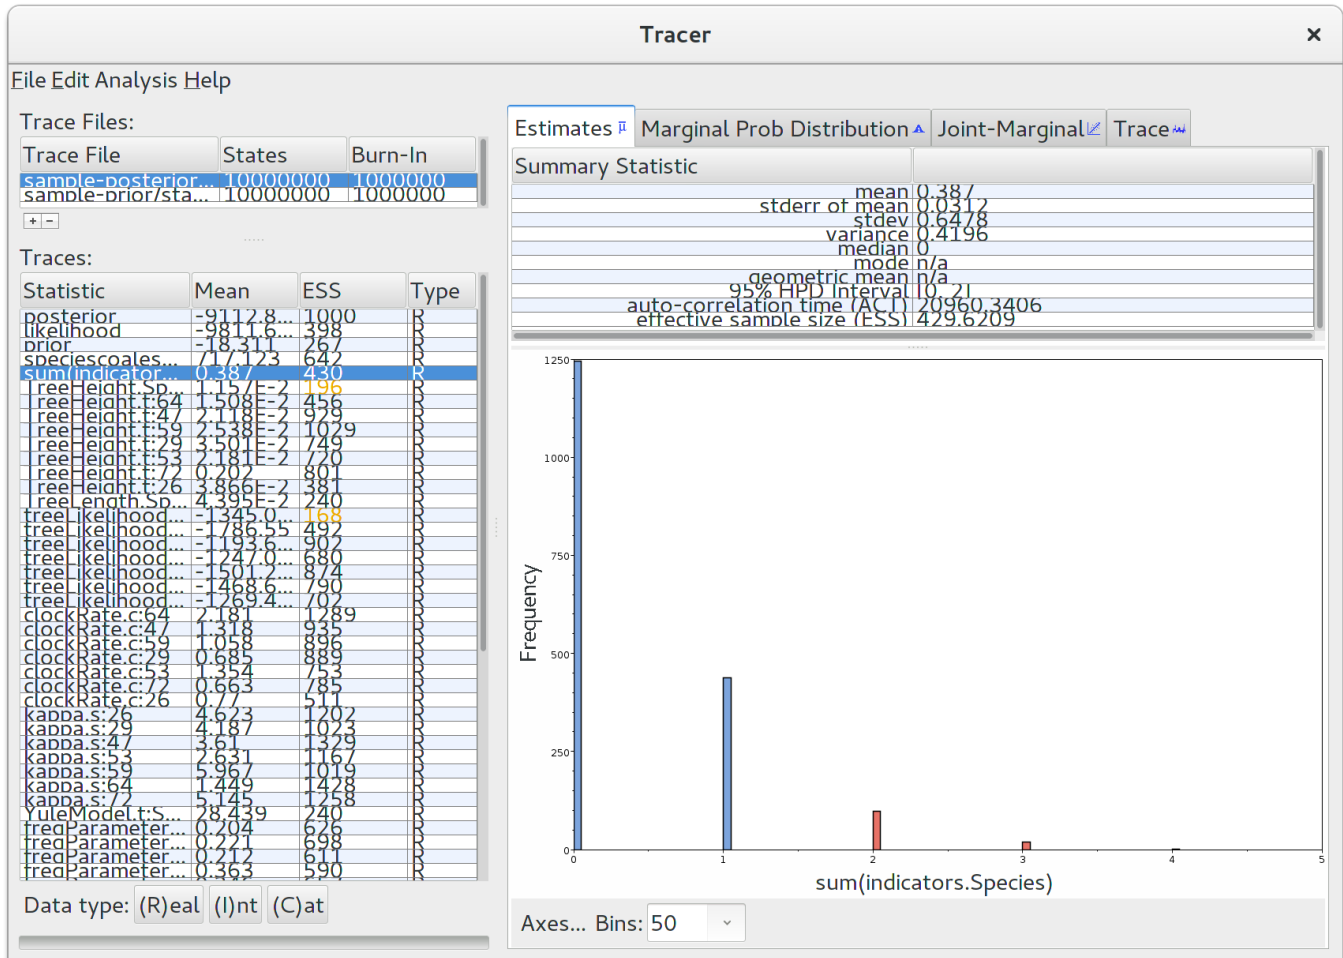 Tracer
File Edit Analysis Help
Trace Files:
Trace File States Burn-In
sample-posterior... 10000000 1000000
sample-prior/sta... 10000000 1000000
+ −
Traces:
Statistic Mean ESS Type
posterior -9112.8... 1000 R
likelihood -9811.6... 398 R
prior -18.311 267 R
speciescoales... 717.123 642 R
sum(indicator... 0.387 430 R
TreeHeight.Sp... 1.157E-2 196 R
TreeHeight.t:64 1.508E-2 456 R
TreeHeight.t:47 2.118E-2 929 R
TreeHeight.t:59 2.538E-2 1029 R
TreeHeight.t:29 3.501E-2 749 R
TreeHeight.t:53 2.181E-2 720 R
TreeHeight.t:72 0.202 801 R
TreeHeight.t:26 3.866E-2 381 R
TreeLength.Sp... 4.395E-2 240 R
treeLikelihood... -1345.0... 168 R
treeLikelihood... -1786.55 492 R
treeLikelihood... -1193.6... 902 R
treeLikelihood... -1247.0... 680 R
treeLikelihood... -1501.2... 874 R
treeLikelihood... -1468.6... 790 R
treeLikelihood... -1269.4... 702 R
clockRate.c:64 2.181 1289 R
clockRate.c:47 1.318 935 R
clockRate.c:59 1.058 896 R
clockRate.c:29 0.685 889 R
clockRate.c:53 1.354 753 R
clockRate.c:72 0.663 785 R
clockRate.c:26 0.77 511 R
kappa.s:26 4.623 1202 R
kappa.s:29 4.187 1023 R
kappa.s:47 3.61 1329 R
kappa.s:53 2.631 1167 R
kappa.s:59 5.967 1019 R
kappa.s:64 1.449 1428 R
kappa.s:72 5.145 1258 R
YuleModel.t:S... 28.439 240 R
freqParameter... 0.204 626 R
freqParameter... 0.221 698 R
freqParameter... 0.212 611 R
freqParameter... 0.363 590 R
Data type: (R)eal (I)nt (C)at
Estimates Marginal Prob Distribution Joint-Marginal Trace
Summary Statistic
mean 0.387
stderr of mean 0.0312
stdev 0.6478
variance 0.4196
median 0
mode n/a
geometric mean n/a
95% HPD Interval [0, 2]
auto-correlation time (ACT) 20960.3406
effective sample size (ESS) 429.6209
1250
1000
750
500
250
0
Frequency
0 1 2 3 4 5
sum(indicators.Species)
Axes... Bins: 50